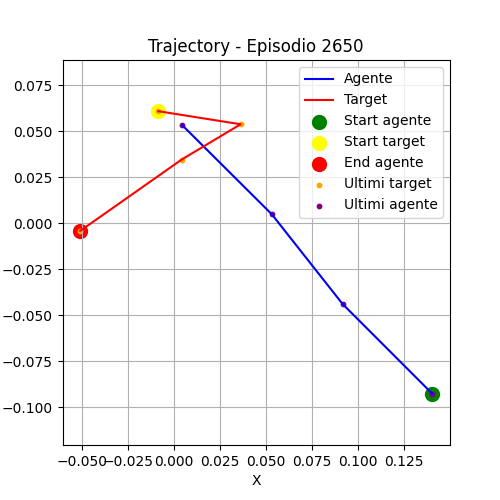 Trajectory - Episodio 2650
Agente
Target
Start agente
Start target
End agente
Ultimi target
Ultimi agente
0.075
0.050
0.025
0.000
−0.025
−0.050
−0.075
−0.100
−0.050 −0.025 0.000 0.025 0.050 0.075 0.100 0.125
X